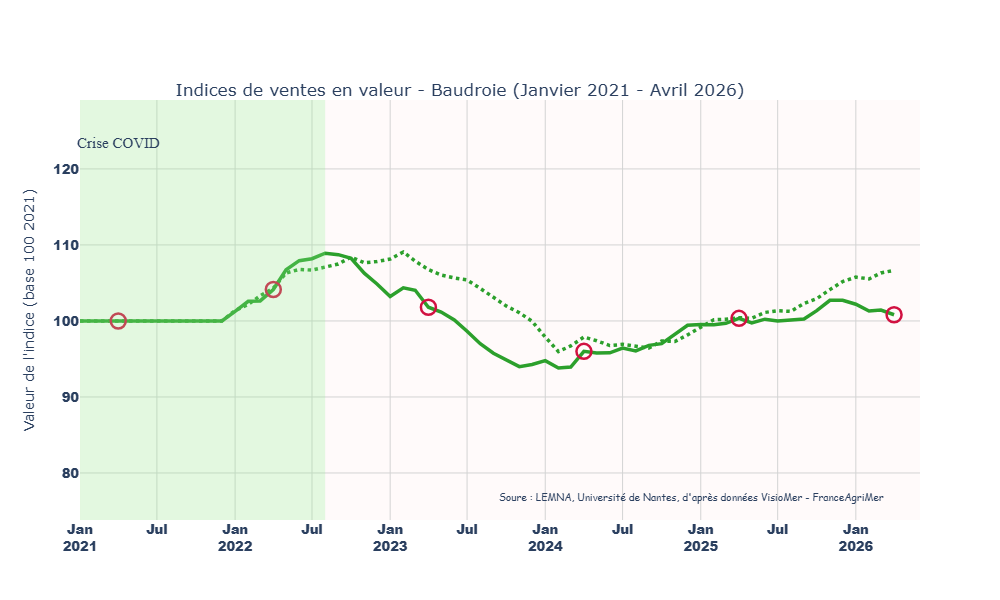 Indices de ventes en valeur - Baudroie (Janvier 2021 - Avril 2026)
Crise COVID
Valeur de l'indice (base 100 2021)
120
110
100
90
80
Soure : LEMNA, Université de Nantes, d'après données VisioMer - FranceAgriMer
Jan Jul Jan Jul Jan Jul Jan Jul Jan Jul Jan
2021 2022 2023 2024 2025 2026